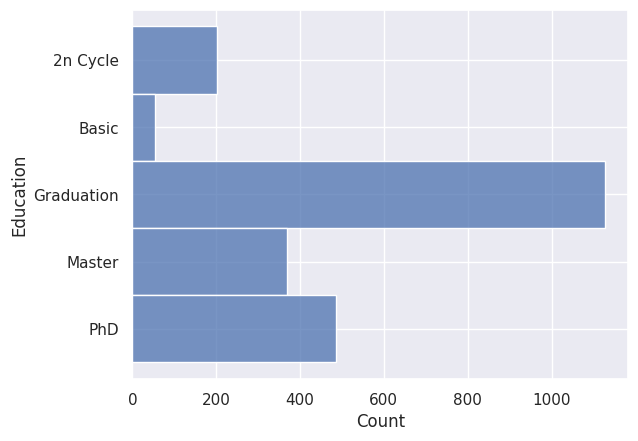 2n Cycle
Basic
Graduation
Master
PhD
Education
0 200 400 600 800 1000
Count